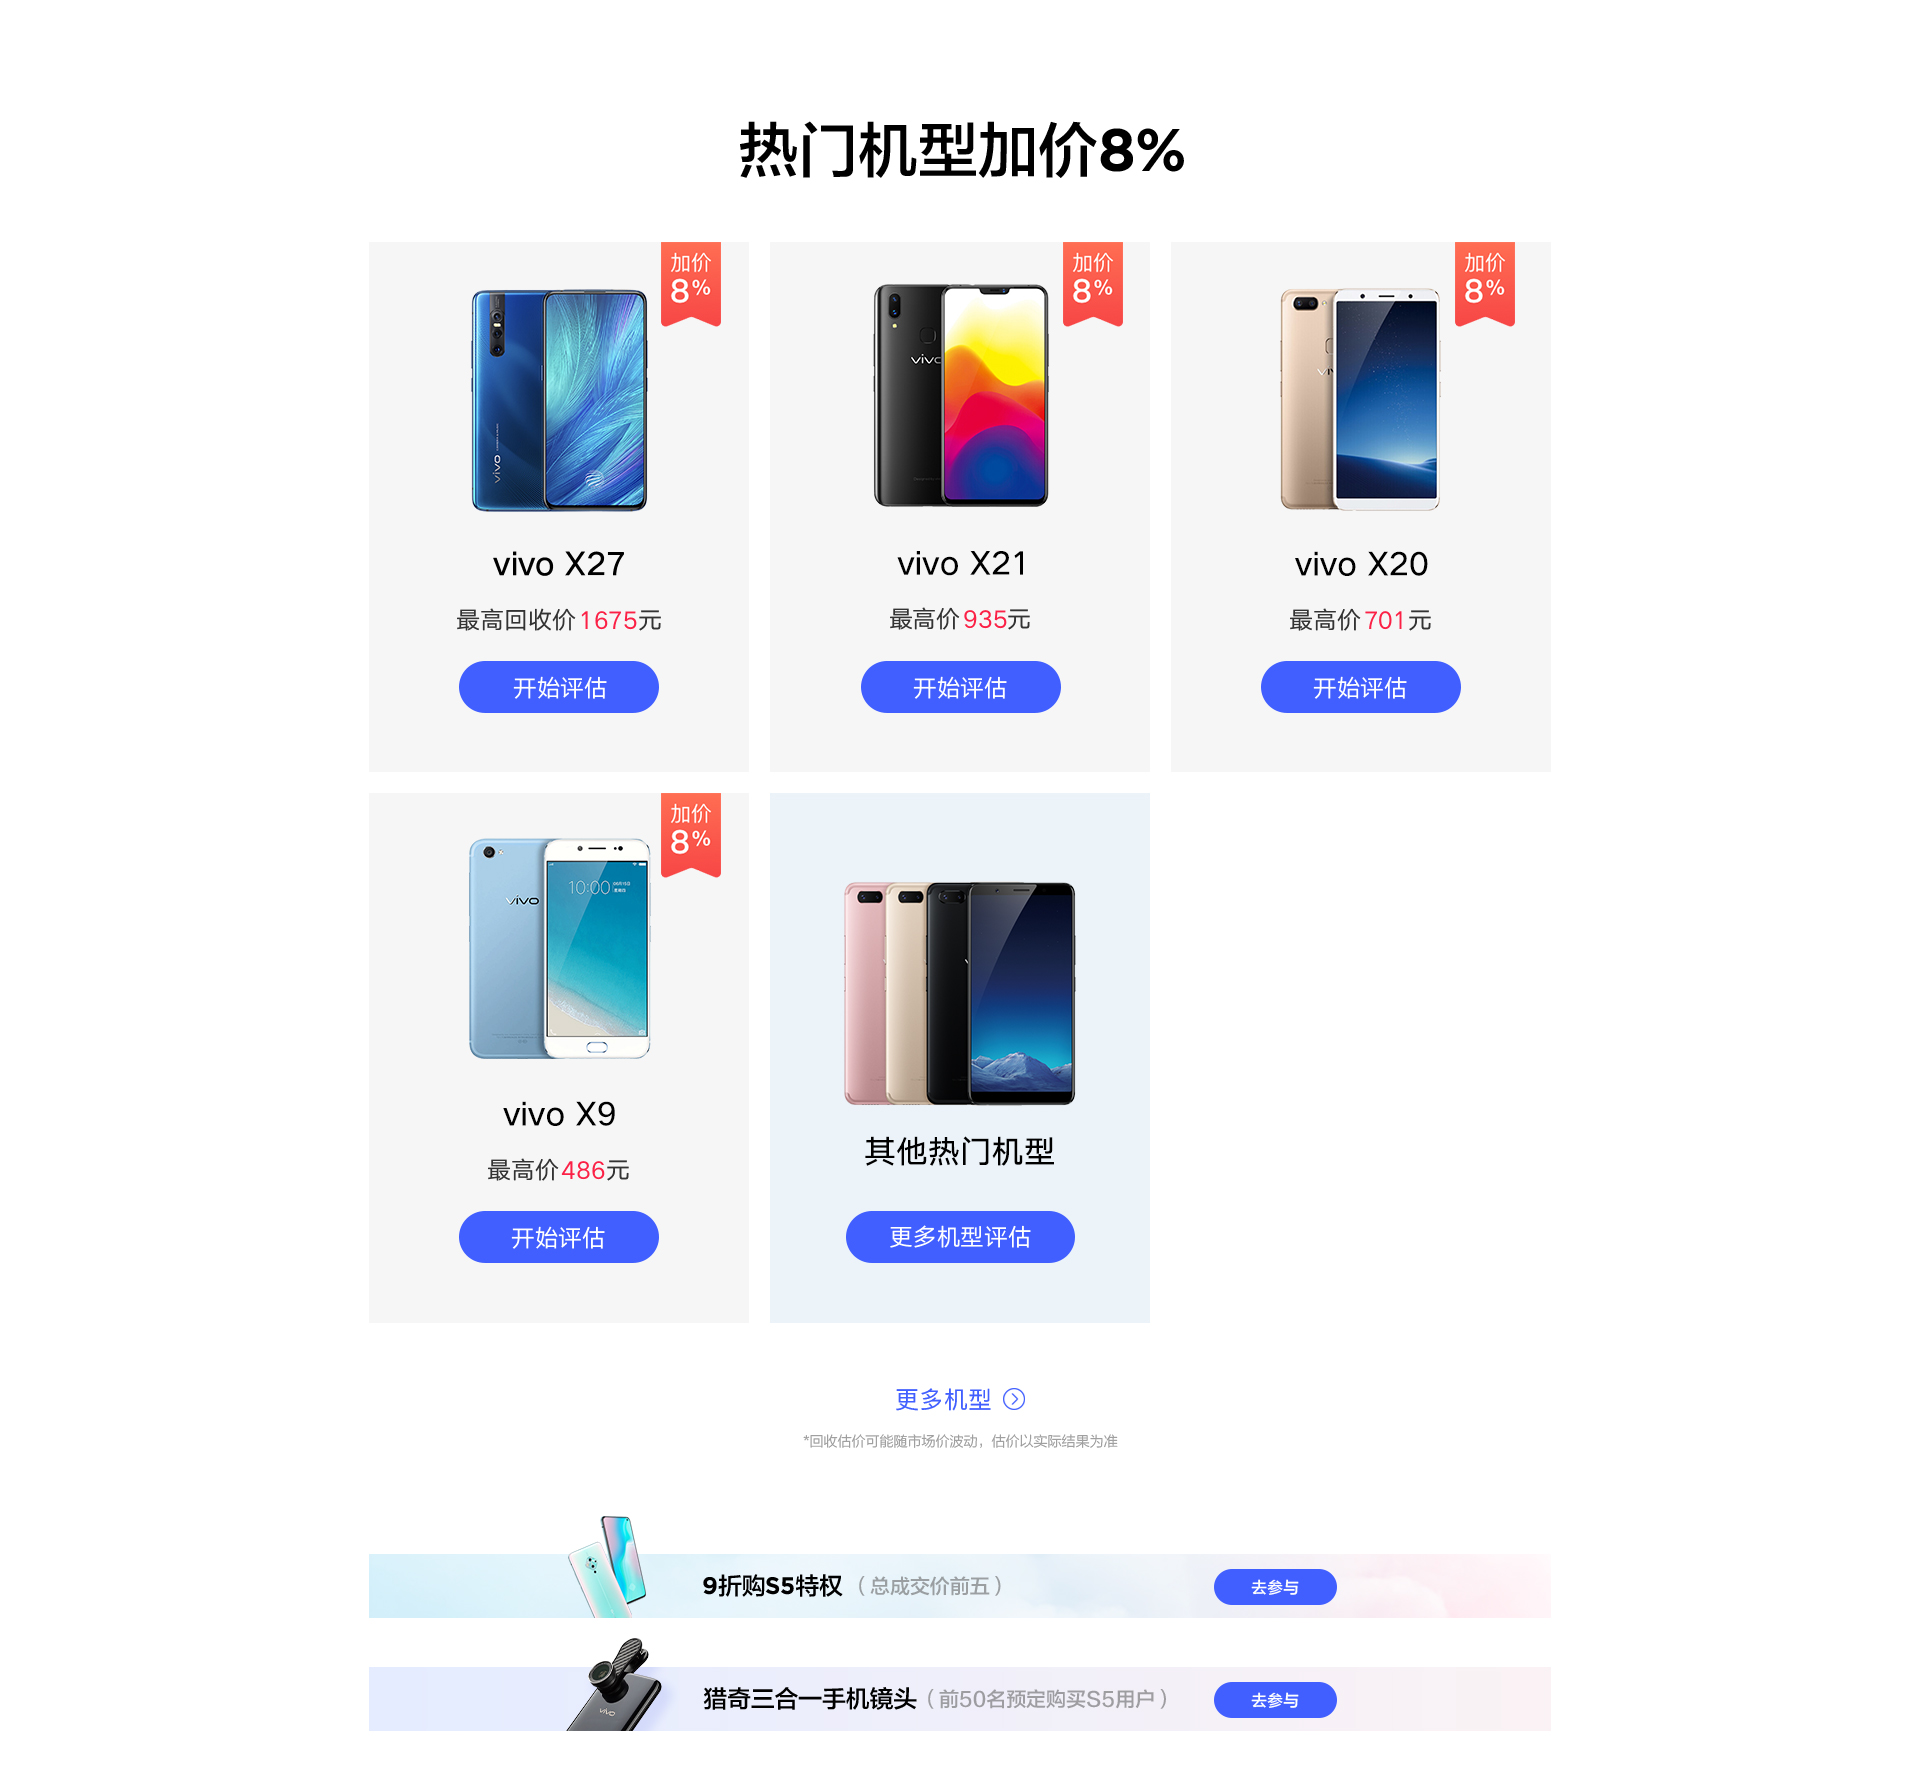 热门机型加价8%
加价
8%
vivo
vivo X27
最高回收价1675元
开始评估
加价
8%
vivo
vivo X21
最高价935元
开始评估
加价
8%
vivo X20
最高价701元
开始评估
加价
8%
10:00
vivo
vivo X9
最高价486元
开始评估
其他热门机型
更多机型评估
更多机型
*回收估价可能随市场价波动，估价以实际结果为准
9折购S5特权（总成交价前五）
去参与
猎奇三合一手机镜头（前50名预定购买S5用户）
去参与
vivo